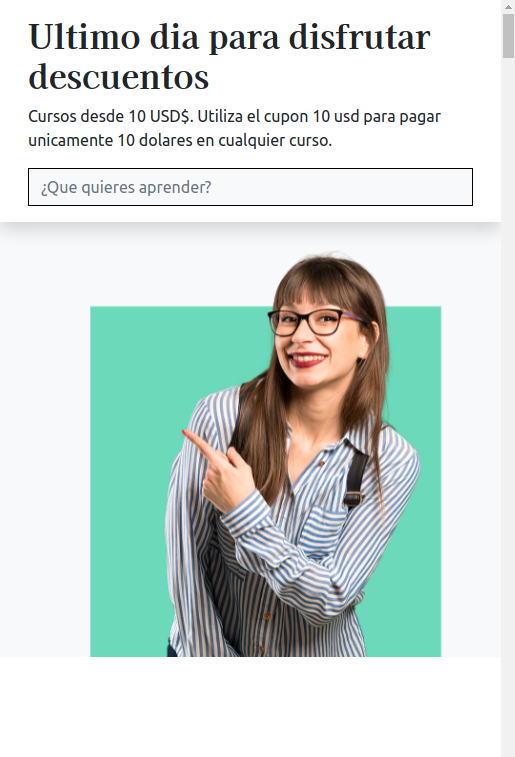 Ultimo dia para disfrutar
descuentos
Cursos desde 10 USD$. Utiliza el cupon 10 usd para pagar
unicamente 10 dolares en cualquier curso.
¿Que quieres aprender?